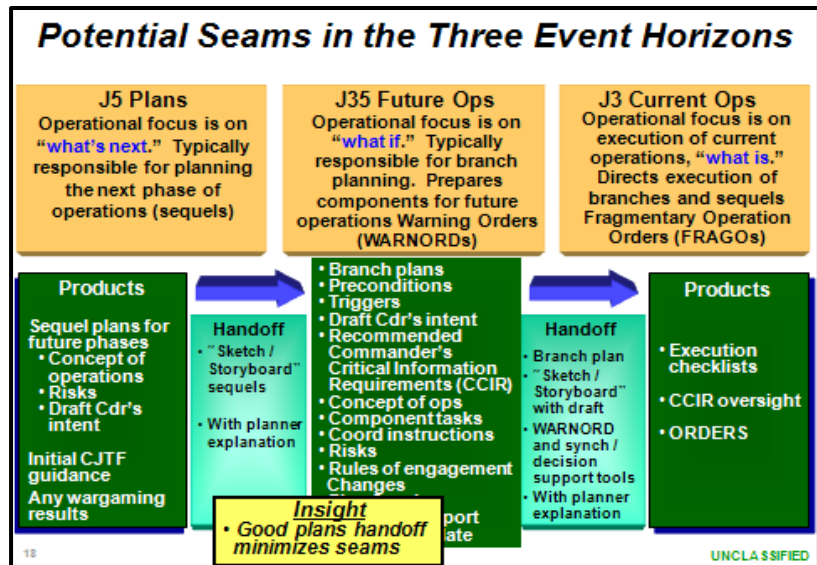 Potential Seams in the Three Event Horizons
J5 Plans
Operational focus is on
“what’s next.” Typically
responsible for planning
the next phase of
operations (sequels)
J35 Future Ops
Operational focus is on
“what if.” Typically
responsible for branch
planning. Prepares
components for future
operations Warning Orders
(WARNORDs)
J3 Current Ops
Operational focus is on
execution of current
operations, “what is.”
Directs execution of
branches and sequels
Fragmentary Operation
Orders (FRAGOs)
Products
Sequel plans for
future phases
• Concept of
operations
• Risks
• Draft Cdr’s
intent
Initial CJTF
guidance
Any wargaming
results
Handoff
• “Sketch /
Storyboard”
sequels
• With planner
explanation
• Branch plans
• Preconditions
• Triggers
• Draft Cdr’s intent
• Recommended
Commander’s
Critical Information
Requirements (CCIR)
• Concept of ops
• Component tasks
• Coord instructions
• Risks
• Rules of engagement
Changes
Handoff
• Branch plan
• “Sketch /
Storyboard”
with draft
• WARNORD
and synch /
decision
support tools
• With planner
explanation
Products
• Execution
checklists
• CCIR oversight
• ORDERS
Insight
• Good plans handoff
minimizes seams
18
UNCLASSIFIED